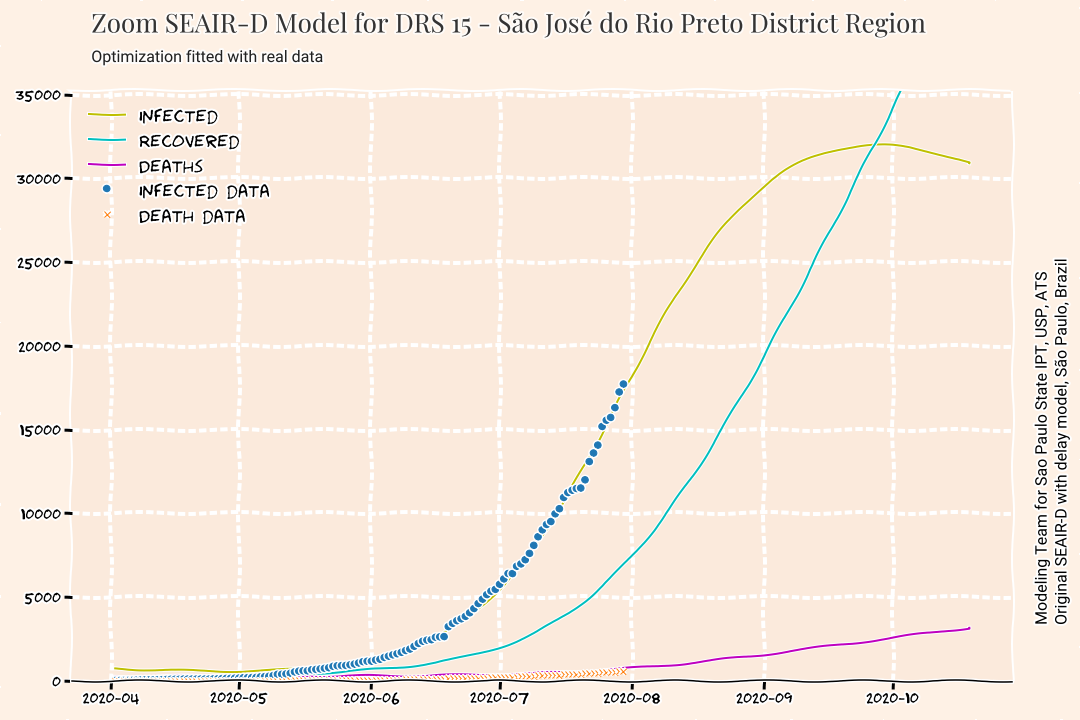 Zoom SEAIR-D Model for DRS 15 - São José do Rio Preto District Region
Optimization fitted with real data
35000
30000
25000
20000
15000
10000
5000
0
INFECTED
RECOVERED
DEATHS
INFECTED DATA
DEATH DATA
2020-04 2020-05 2020-06 2020-07 2020-08 2020-09 2020-10
Modeling Team for Sao Paulo State IPT, USP, ATS
Original SEAIR-D with delay model, São Paulo, Brazil